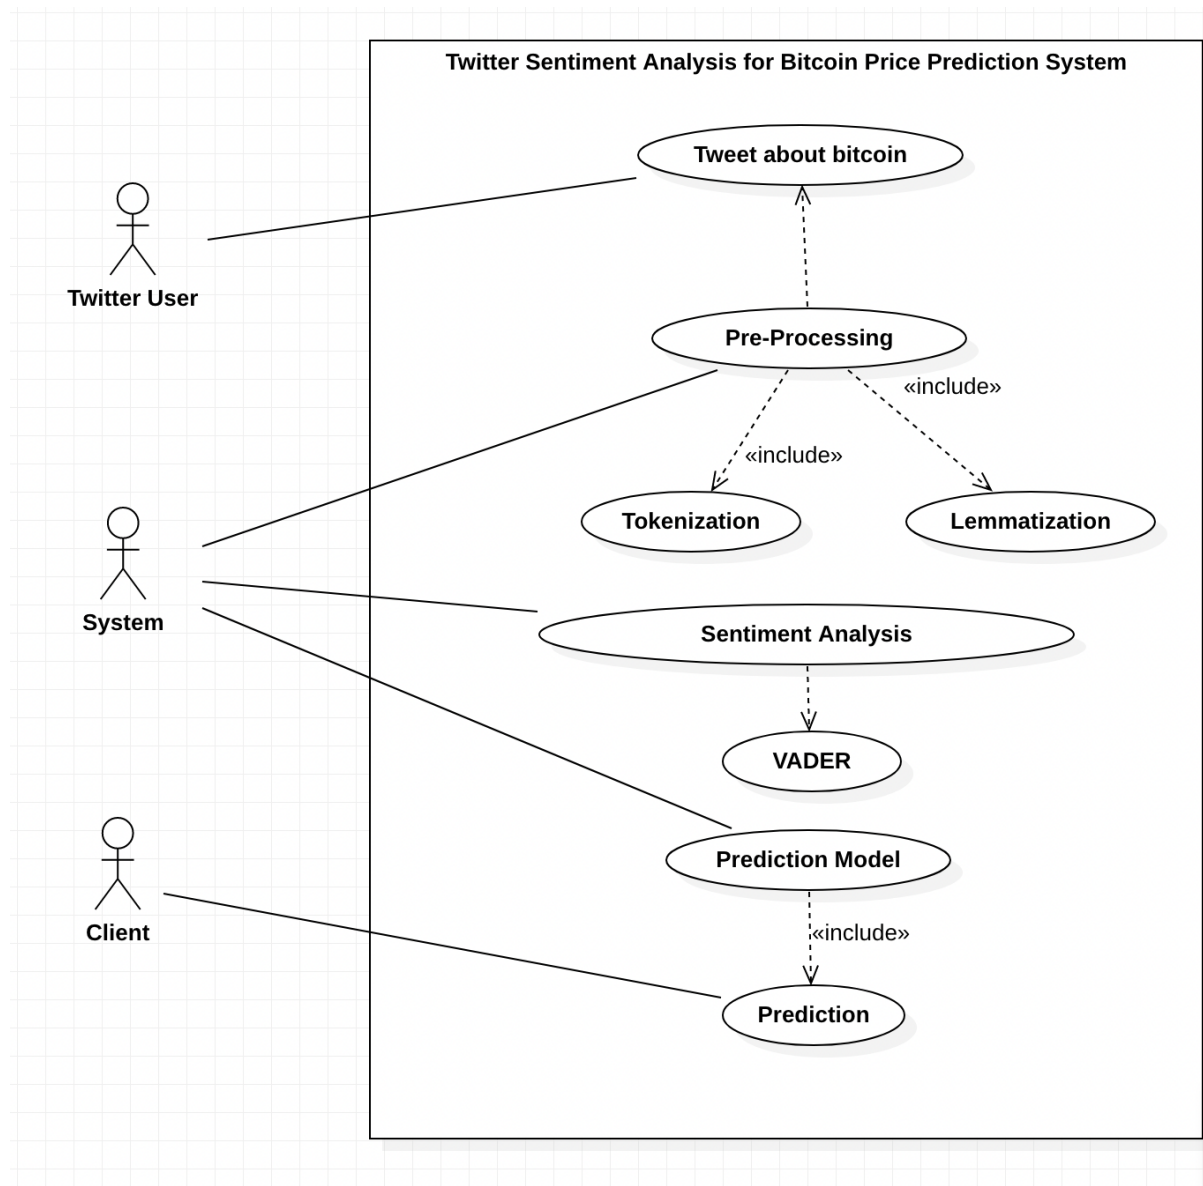 Twitter Sentiment Analysis for Bitcoin Price Prediction System
Tweet about bitcoin
Twitter User
Pre-Processing
«include»
«include»
Tokenization
Lemmatization
System
Sentiment Analysis
VADER
Prediction Model
Client
«include»
Prediction